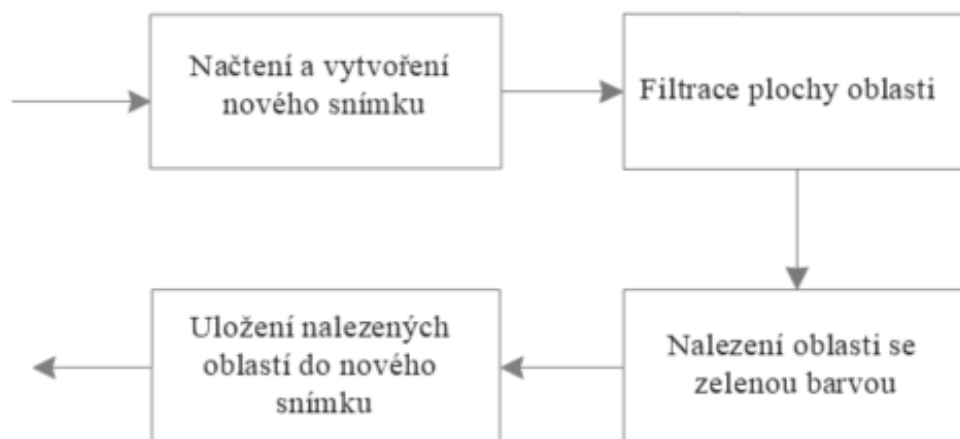 Načtení a vytvoření
nového snímku
Filtrace plochy oblasti
Nalezení oblasti se
zelenou barvou
Uložení nalezených
oblastí do nového
snímku